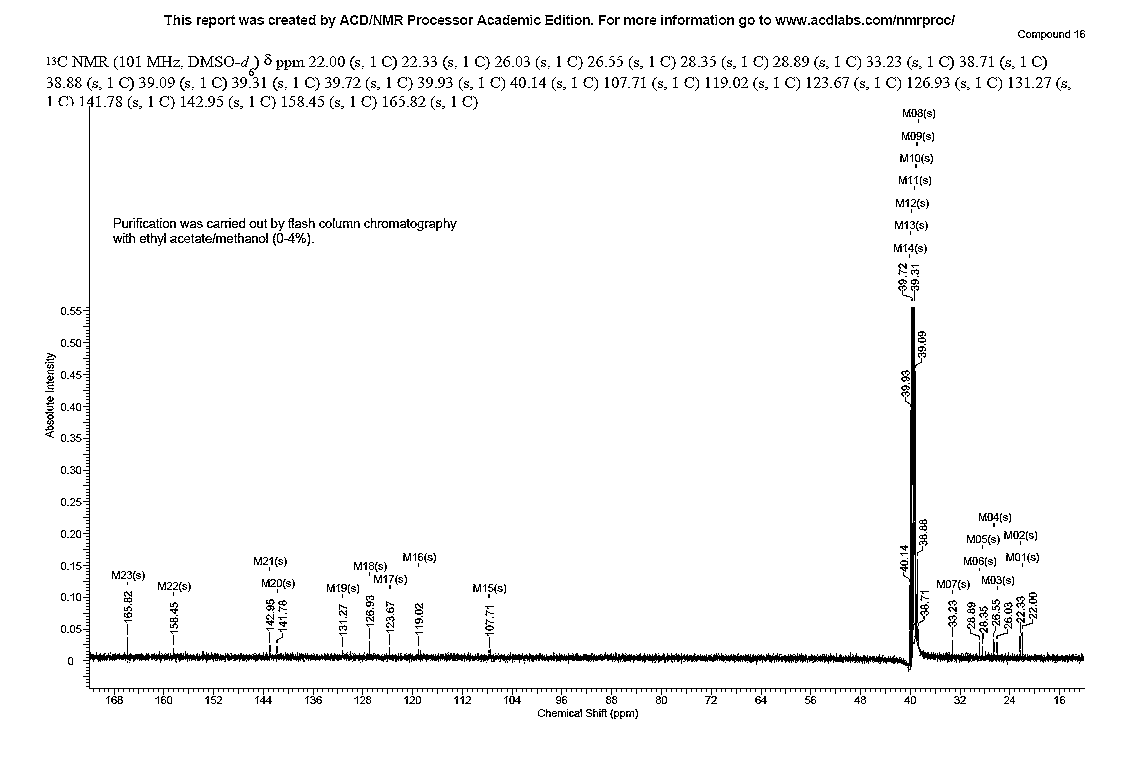 This report was created by ACD/NMR Processor Academic Edition. For more information go to www.acdlabs.com/nmrproc/
Compound 16
13C NMR (101 MHz, DMSO-d6) δ ppm 22.00 (s, 1 C) 22.33 (s, 1 C) 26.03 (s, 1 C) 26.55 (s, 1 C) 28.35 (s, 1 C) 28.89 (s, 1 C) 33.23 (s, 1 C) 38.71 (s, 1 C)
38.88 (s, 1 C) 39.09 (s, 1 C) 39.31 (s, 1 C) 39.72 (s, 1 C) 39.93 (s, 1 C) 40.14 (s, 1 C) 107.71 (s, 1 C) 119.02 (s, 1 C) 123.67 (s, 1 C) 126.93 (s, 1 C) 131.27 (s,
1 C) 141.78 (s, 1 C) 142.95 (s, 1 C) 158.45 (s, 1 C) 165.82 (s, 1 C)
M08(s)
M09(s)
M10(s)
M11(s)
M12(s)
M13(s)
M14(s)
Purification was carried out by flash column chromatography
with ethyl acetate/methanol (0-4%).
39.72
39.31
39.09
39.93
38.88
40.14
38.71
M04(s)
M02(s)
M05(s)
M01(s)
M06(s)
M03(s)
M07(s)
M16(s)
M21(s)
M18(s)
M17(s)
M23(s)
M20(s)
M22(s)
M19(s)
M15(s)
165.82
158.45
142.95
141.78
131.27
126.93
123.67
119.02
107.71
33.23
28.89
28.35
26.55
26.03
22.33
22.00
Absolute Intensity
0.55
0.50
0.45
0.40
0.35
0.30
0.25
0.20
0.15
0.10
0.05
0
168 160 152 144 136 128 120 112 104 96 88 80 72 64 56 48 40 32 24 16
Chemical Shift (ppm)